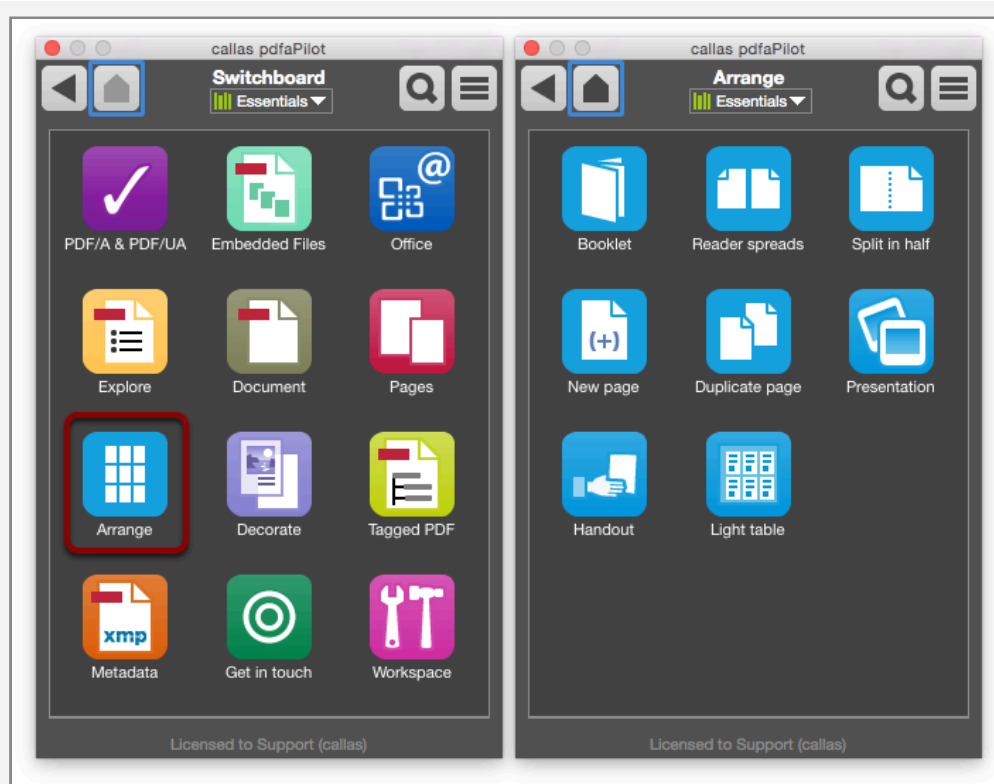 callas pdfaPilot
Switchboard
Essentials
PDF/A & PDF/UA
Embedded Files
@
Office
Explore
Document
Pages
Arrange
Decorate
Tagged PDF
xmp
Metadata
Get in touch
Workspace
Licensed to Support (callas)
callas pdfaPilot
Arrange
Essentials
Booklet
Reader spreads
Split in half
(+)
New page
Duplicate page
Presentation
Handout
Light table
Licensed to Support (callas)